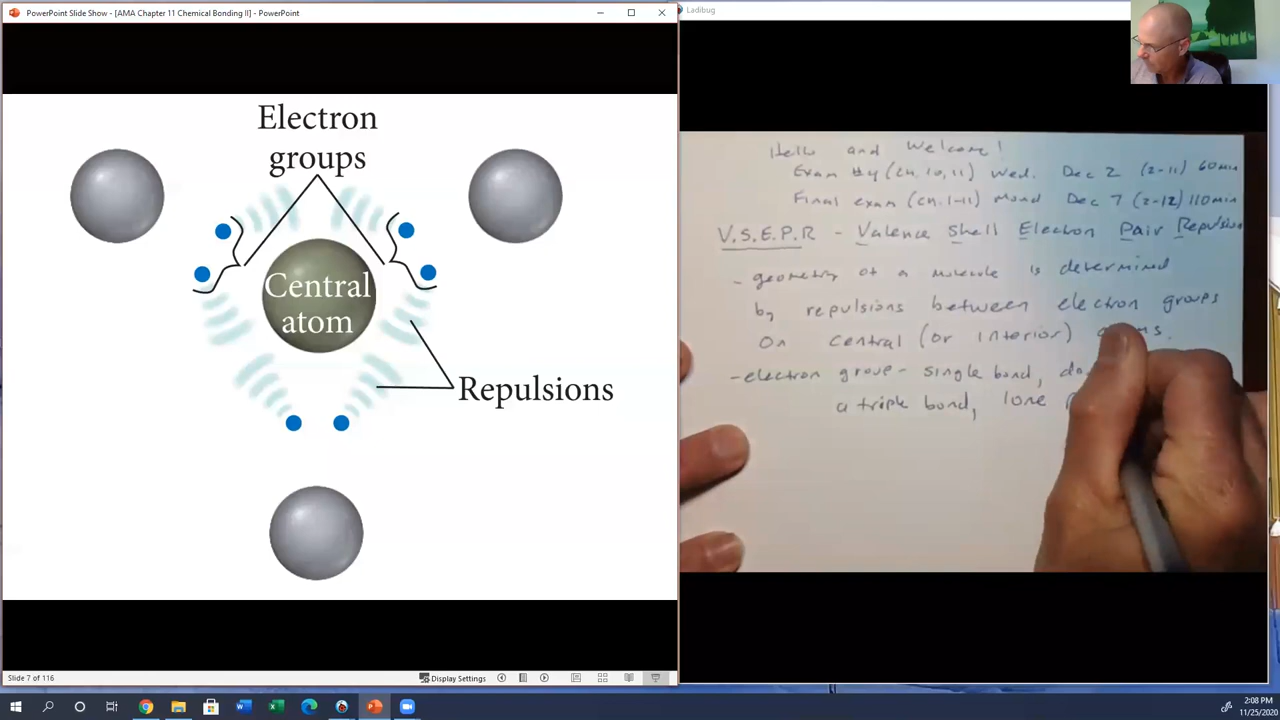 PowerPoint Slide Show - [AMA Chapter 11 Chemical Bonding II] - PowerPoint
Electron
groups
Central
atom
Repulsions
Slide 7 of 116
Display Settings
Ladibug
Hello and Welcome!
Exam #4 (Ch. 10, 11) Wed. Dec 2 (2-11) 60min
Final exam (Ch. 1-11) Mond Dec 7 (2-12) 110min
V.S.E.P.R - Valence Shell Electron Pair Repulsion
- geometry of a molecule is determined
by repulsions between electron groups
on central (or interior)
- electron group - single bond,
a triple bond, lone
2:08 PM
11/25/2020